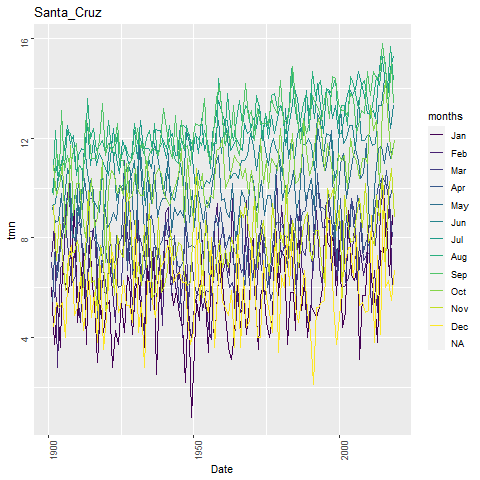 Santa_Cruz
16
12
8
4
tmn
1900
1950
2000
Date
months
Jan
Feb
Mar
Apr
May
Jun
Jul
Aug
Sep
Oct
Nov
Dec
NA